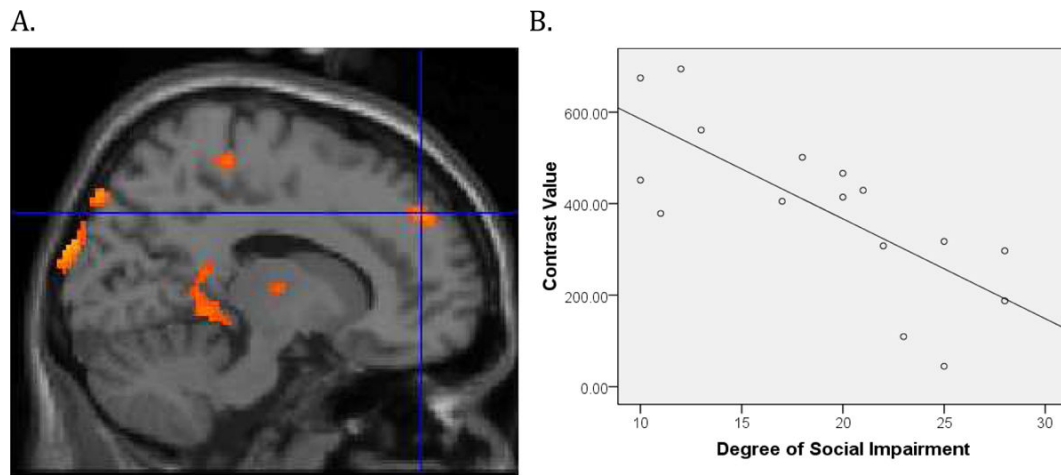 A.
B.
Contrast Value
600.00
400.00
200.00
0.00
10 15 20 25 30
Degree of Social Impairment